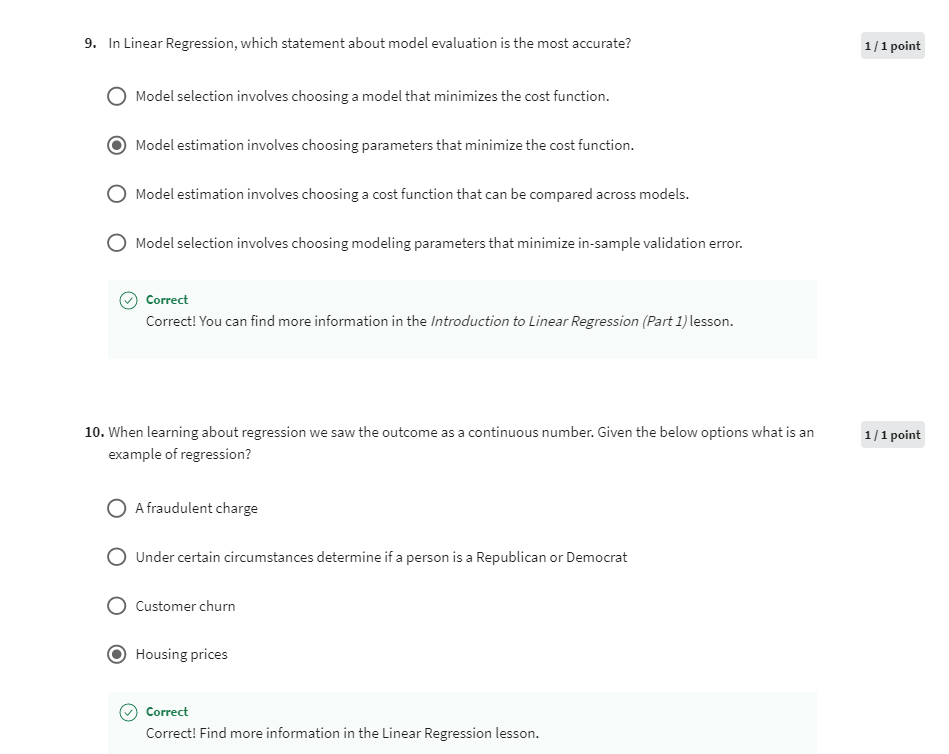 9. In Linear Regression, which statement about model evaluation is the most accurate?
1 / 1 point
Model selection involves choosing a model that minimizes the cost function.
Model estimation involves choosing parameters that minimize the cost function.
Model estimation involves choosing a cost function that can be compared across models.
Model selection involves choosing modeling parameters that minimize in-sample validation error.
Correct
Correct! You can find more information in the Introduction to Linear Regression (Part 1) lesson.
10. When learning about regression we saw the outcome as a continuous number. Given the below options what is an
example of regression?
1 / 1 point
A fraudulent charge
Under certain circumstances determine if a person is a Republican or Democrat
Customer churn
Housing prices
Correct
Correct! Find more information in the Linear Regression lesson.